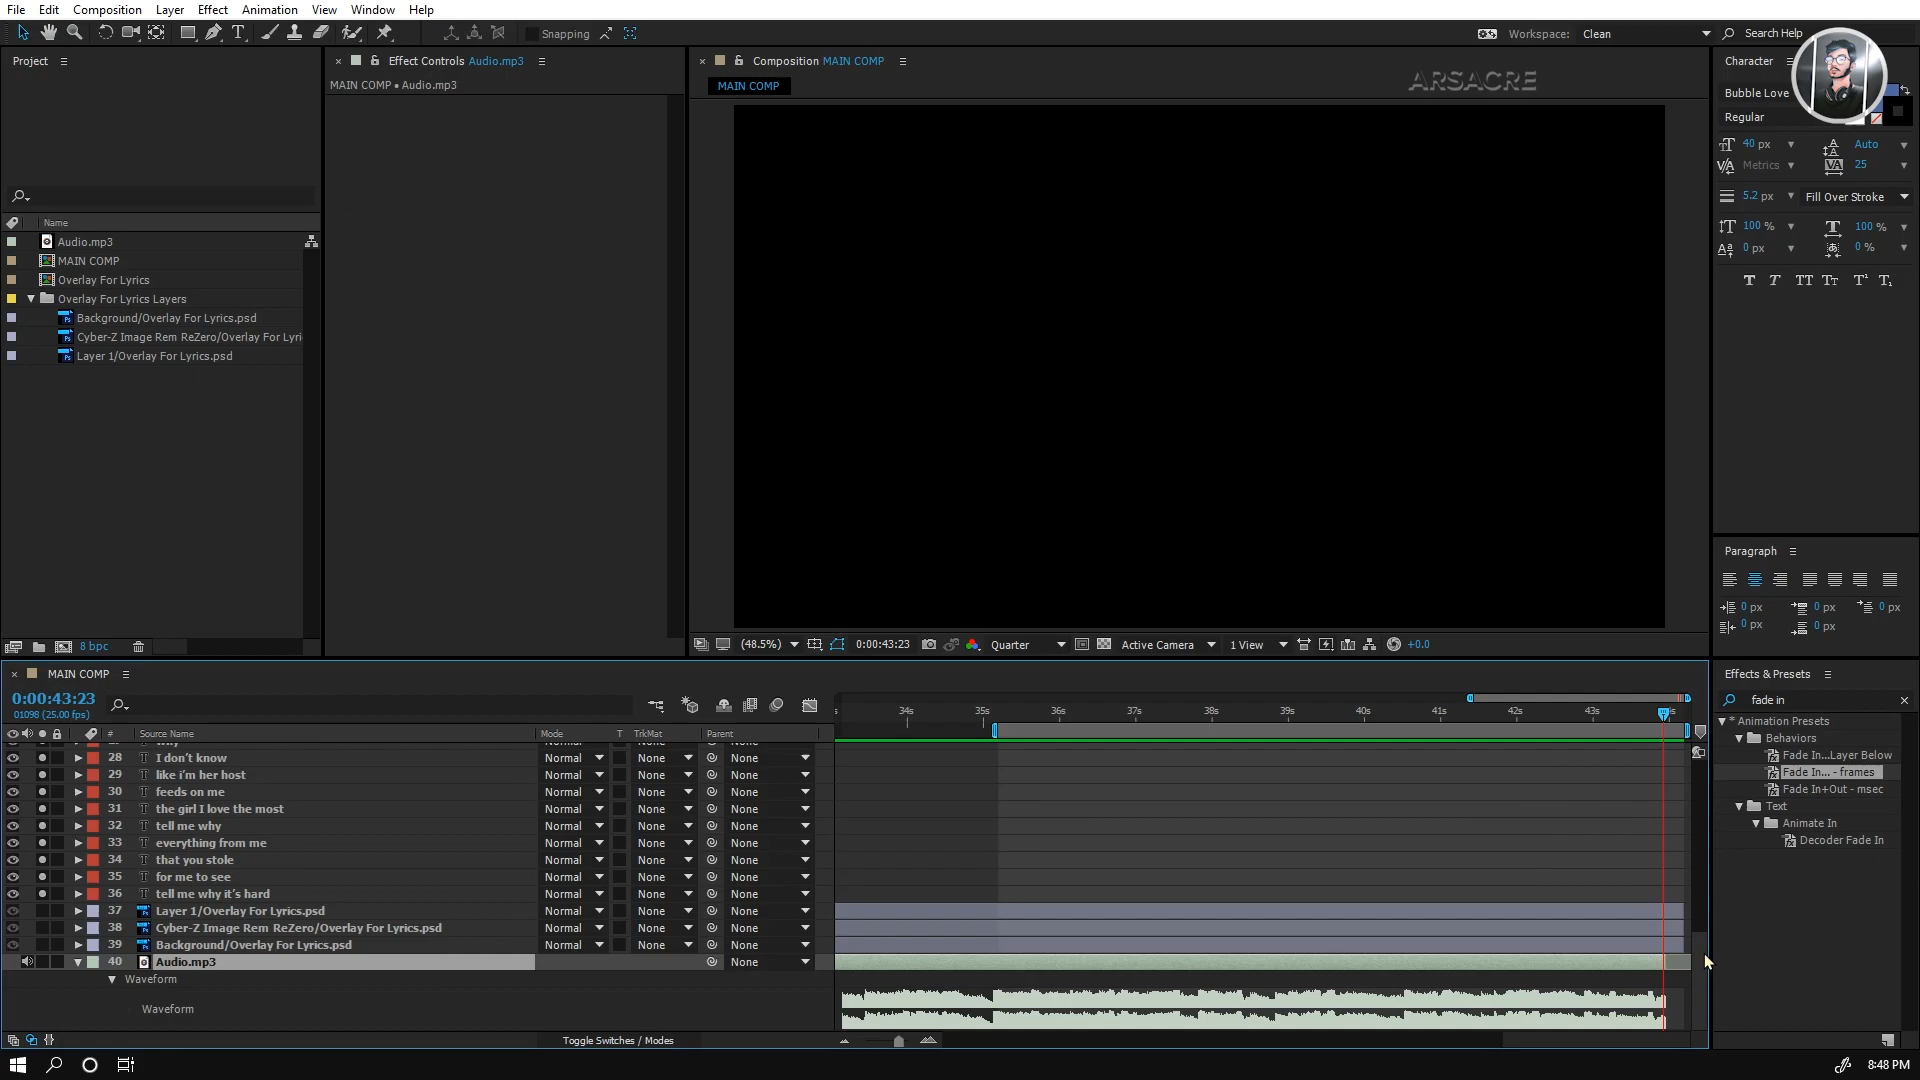 File Edit Composition Layer Effect Animation View Window Help
Snapping
Workspace: Clean
Search Help
Project
Effect Controls Audio.mp3
Composition MAIN COMP
Character
MAIN COMP • Audio.mp3
MAIN COMP
ARSACRE
Bubble Love
Regular
40 px
Auto
Metrics
25
5.2 px
Fill Over Stroke
100 %
100 %
0 px
0 %
Name
Audio.mp3
MAIN COMP
Overlay For Lyrics
Overlay For Lyrics Layers
Background/Overlay For Lyrics.psd
Cyber-Z Image Rem ReZero/Overlay For Lyri
Layer 1/Overlay For Lyrics.psd
8 bpc
(48.5%)
0:00:43:23
Quarter
Active Camera
1 View
+0.0
Paragraph
0 px 0 px 0 px
0 px 0 px
MAIN COMP
0:00:43:23
01098 (25.00 fps)
34s 35s 36s 37s 38s 39s 40s 41s 42s 43s
# Source Name Mode T TrkMat Parent
28 I don't know Normal None None
29 like i'm her host Normal None None
30 feeds on me Normal None None
31 the girl I love the most Normal None None
32 tell me why Normal None None
33 everything from me Normal None None
34 that you stole Normal None None
35 for me to see Normal None None
36 tell me why it's hard Normal None None
37 Layer 1/Overlay For Lyrics.psd Normal None None
38 Cyber-Z Image Rem ReZero/Overlay For Lyrics.psd Normal None None
39 Background/Overlay For Lyrics.psd Normal None None
40 Audio.mp3 None
Waveform
Waveform
Toggle Switches / Modes
Effects & Presets
fade in
* Animation Presets
Behaviors
Fade In...Layer Below
Fade In... - frames
Fade In+Out - msec
Text
Animate In
Decoder Fade In
8:48 PM